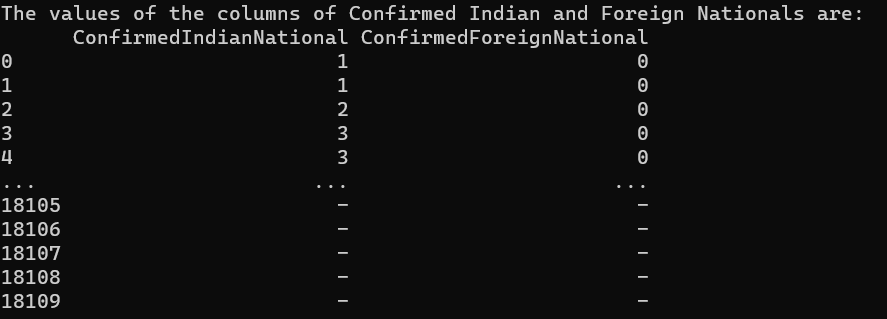 The values of the columns of Confirmed Indian and Foreign Nationals are:
      ConfirmedIndianNational ConfirmedForeignNational
0                           1                        0
1                           1                        0
2                           2                        0
3                           3                        0
4                           3                        0
...                       ...                      ...
18105                       -                        -
18106                       -                        -
18107                       -                        -
18108                       -                        -
18109                       -                        -